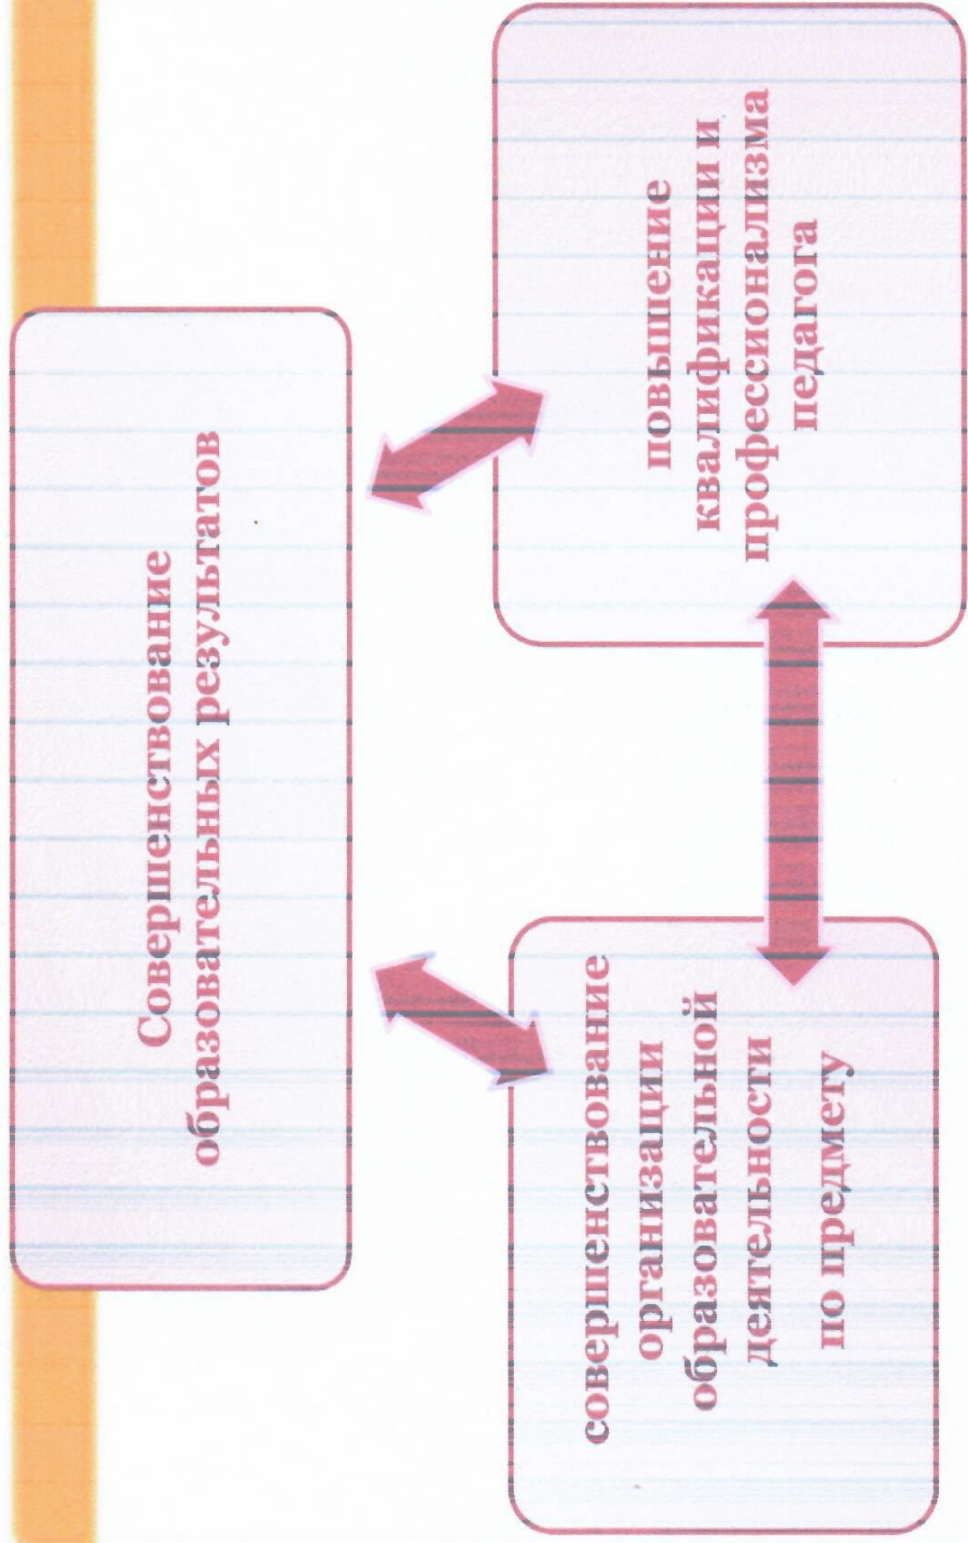 Совершенствование
образовательных результатов
совершенствование
организации
образовательной
деятельности
по предмету
повышение
квалификации и
профессионализма
педагога